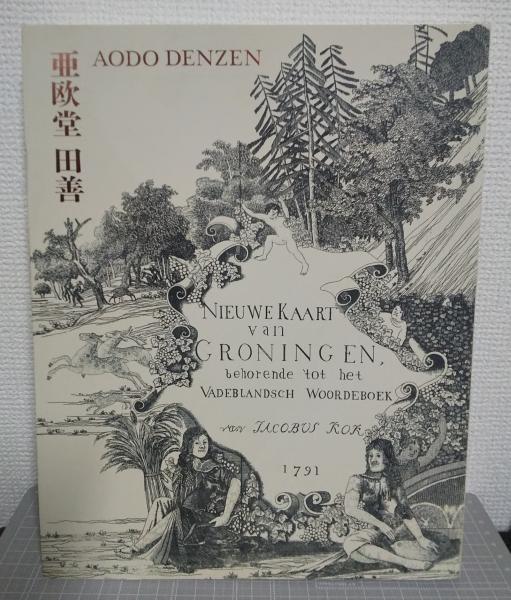 AODO DENZEN
亜欧堂 田善
NIEUWE KAART
van
GRONINGEN,
behorende tot het
VADEBLANDSCH WOORDEBOEK
van JACOBUS KOK
1791